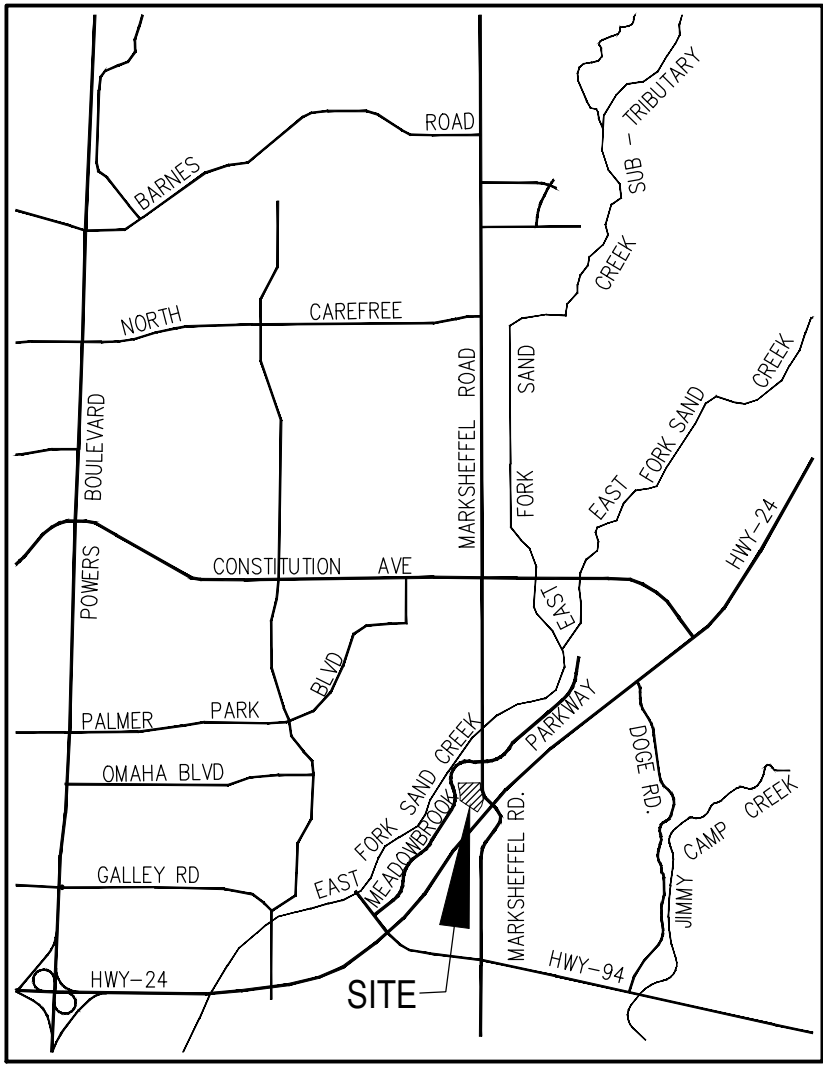 ROAD
BARNES
SUB - TRIBUTARY
CREEK
NORTH
CAREFREE
MARKSHEFFEL ROAD
SAND
FORK
EAST
EAST FORK SAND CREEK
HWY-24
BOULEVARD
POWERS
CONSTITUTION AVE
PALMER PARK BLVD
PARKWAY
OMAHA BLVD
DOGE RD.
EAST FORK SAND CREEK
MEADOWBROOK
MARKSHEFFEL RD.
JIMMY CAMP CREEK
GALLEY RD
HWY-24
HWY-94
SITE